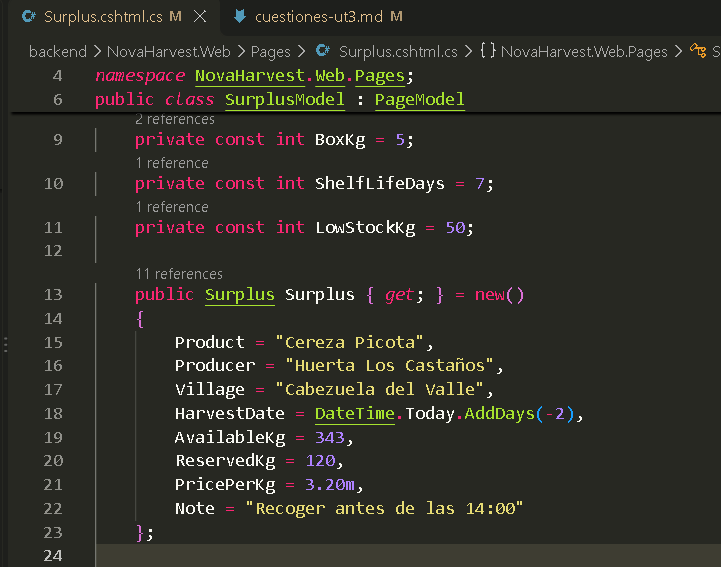 Surplus.cshtml.cs M
cuestiones-ut3.md M
backend > NovaHarvest.Web > Pages > Surplus.cshtml.cs > {} NovaHarvest.Web.Pages > S
4 namespace NovaHarvest.Web.Pages;
6 public class SurplusModel : PageModel
2 references
9 private const int BoxKg = 5;
1 reference
10 private const int ShelfLifeDays = 7;
1 reference
11 private const int LowStockKg = 50;
12
11 references
13 public Surplus Surplus { get; } = new()
14 {
15 Product = "Cereza Picota",
16 Producer = "Huerta Los Castaños",
17 Village = "Cabezuela del Valle",
18 HarvestDate = DateTime.Today.AddDays(-2),
19 AvailableKg = 343,
20 ReservedKg = 120,
21 PricePerKg = 3.20m,
22 Note = "Recoger antes de las 14:00"
23 };
24